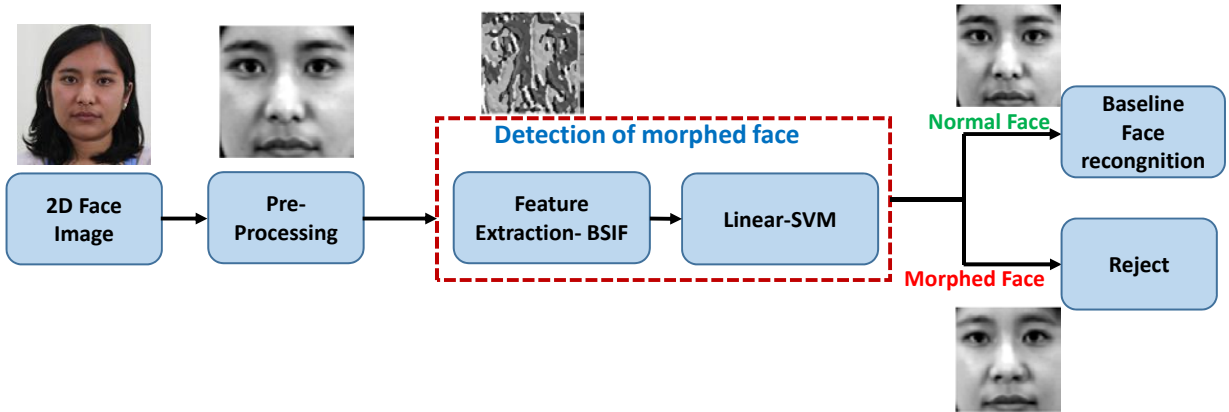 2D Face
Image
Pre-
Processing
Detection of morphed face
Feature
Extraction- BSIF
Linear-SVM
Normal Face
Baseline
Face
recongnition
Morphed Face
Reject